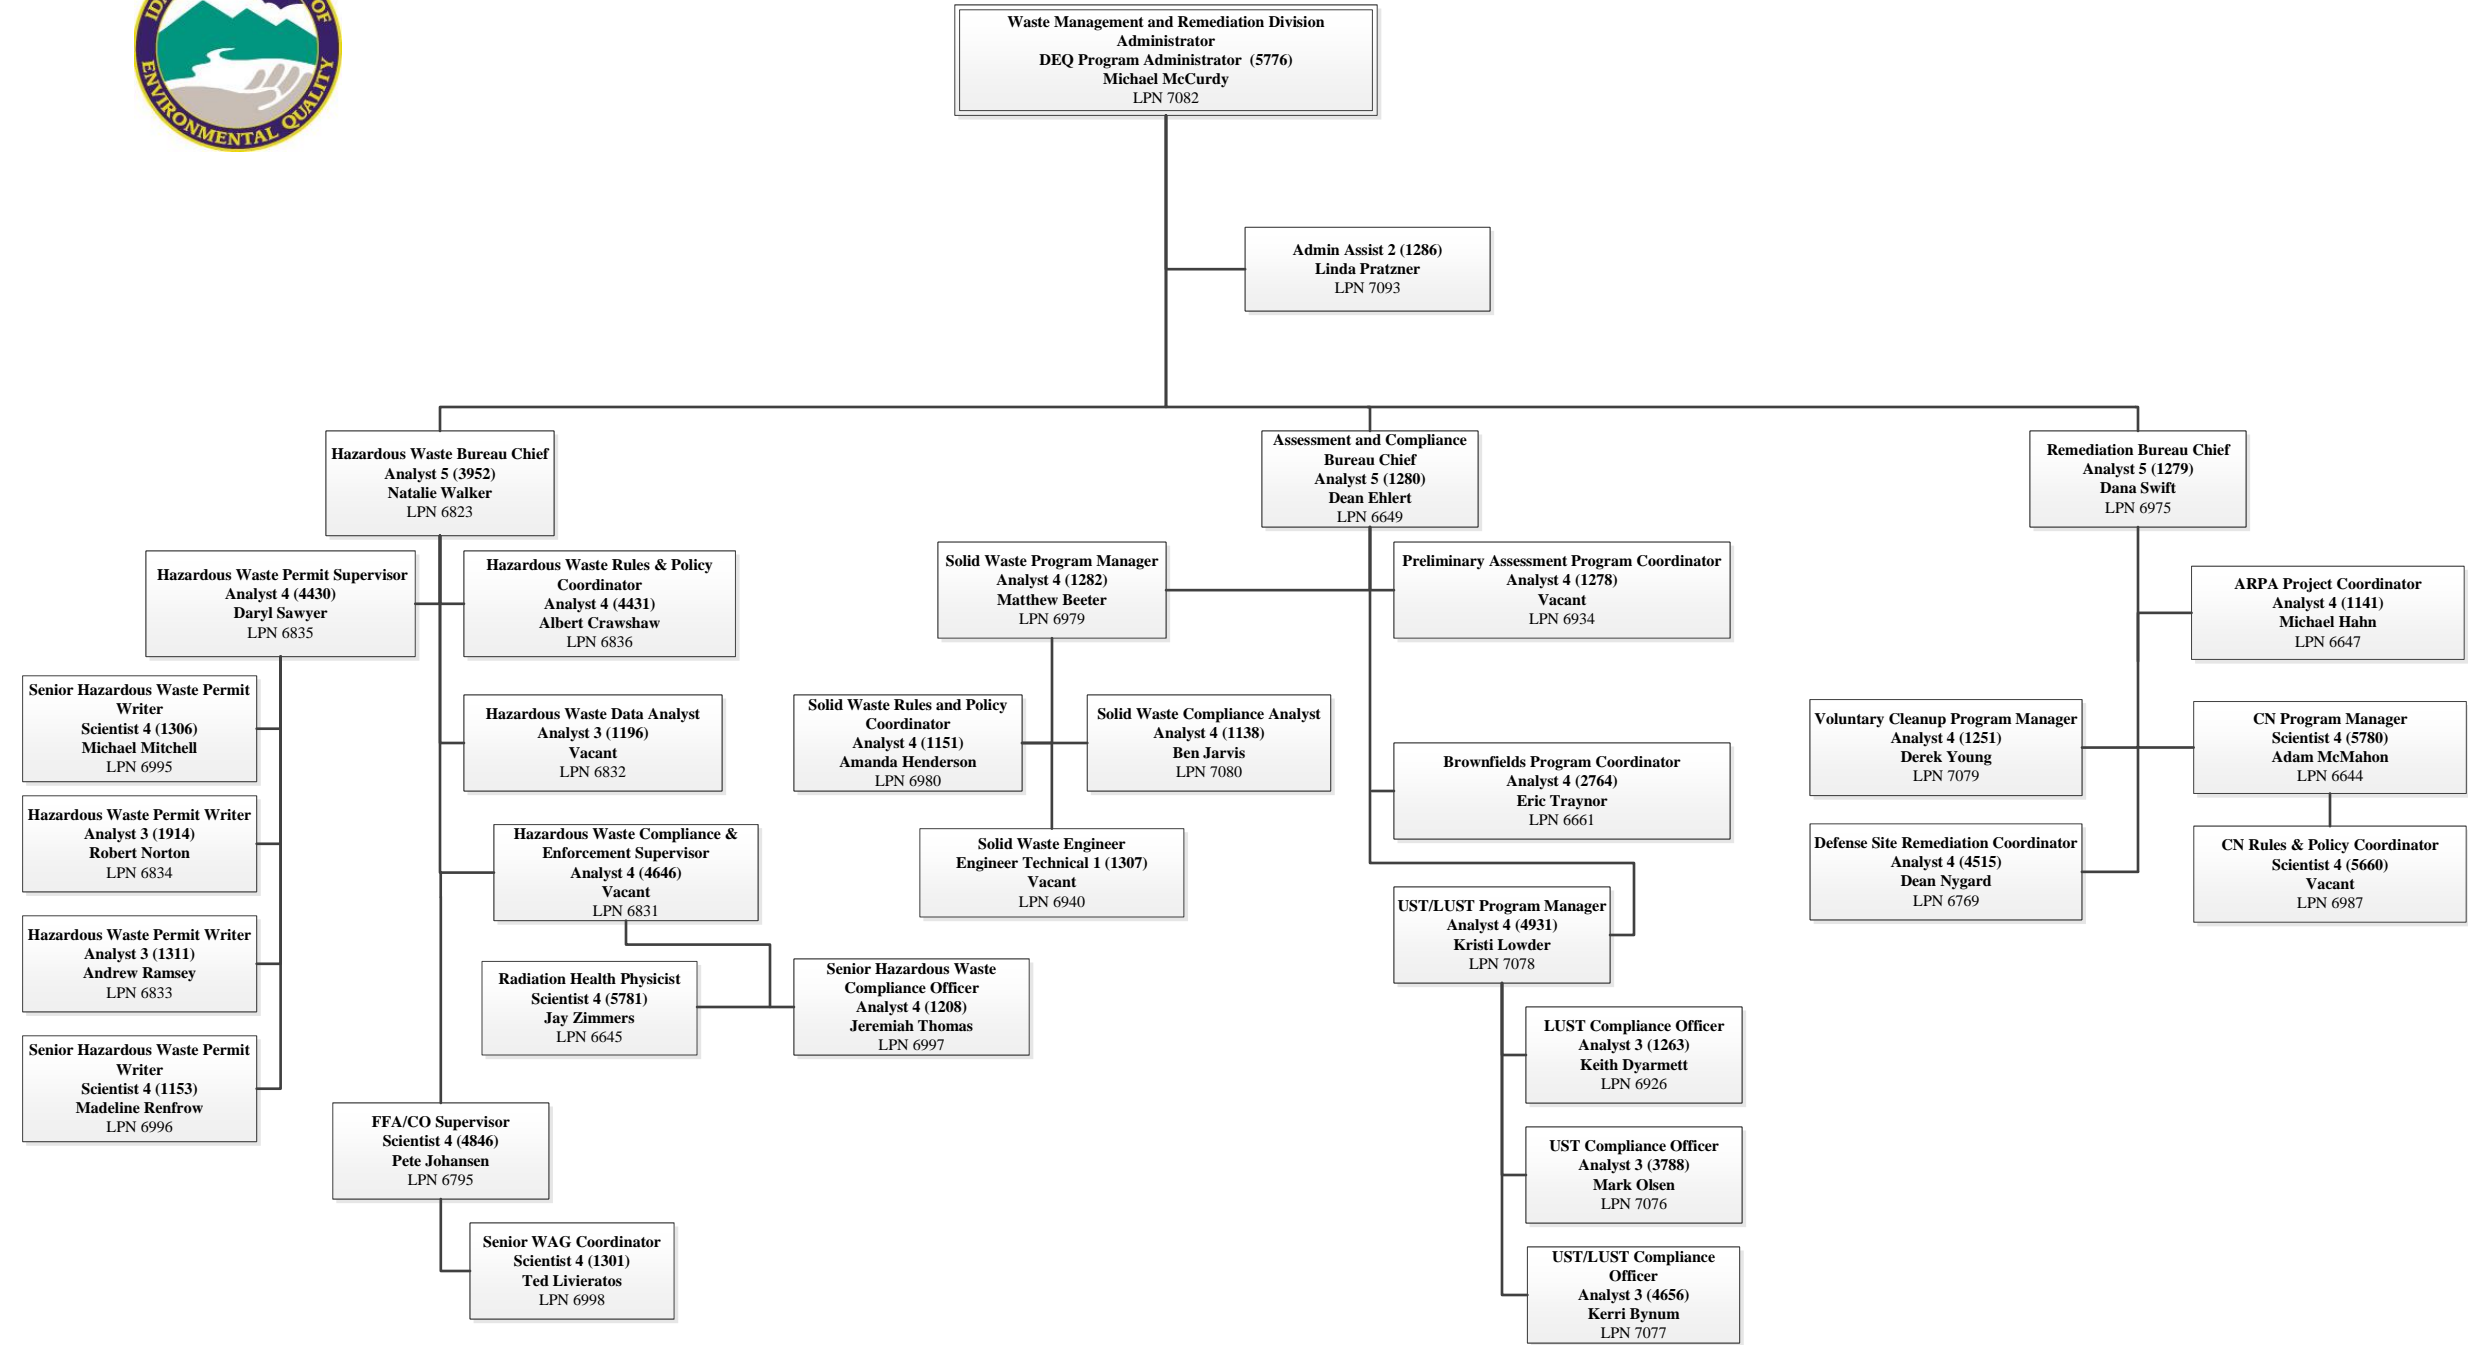 OF
ENVIRONMENTAL QUALITY
Waste Management and Remediation Division
Administrator
DEQ Program Administrator (5776)
Michael McCurdy
LPN 7082
Admin Assist 2 (1286)
Linda Pratzner
LPN 7093
Hazardous Waste Bureau Chief
Analyst 5 (3952)
Natalie Walker
LPN 6823
Assessment and Compliance
Bureau Chief
Analyst 5 (1280)
Dean Ehlert
LPN 6649
Remediation Bureau Chief
Analyst 5 (1279)
Dana Swift
LPN 6975
Hazardous Waste Permit Supervisor
Analyst 4 (4430)
Daryl Sawyer
LPN 6835
Hazardous Waste Rules & Policy
Coordinator
Analyst 4 (4431)
Albert Crawshaw
LPN 6836
Solid Waste Program Manager
Analyst 4 (1282)
Matthew Beeter
LPN 6979
Preliminary Assessment Program Coordinator
Analyst 4 (1278)
Vacant
LPN 6934
ARPA Project Coordinator
Analyst 4 (1141)
Michael Hahn
LPN 6647
Senior Hazardous Waste Permit
Writer
Scientist 4 (1306)
Michael Mitchell
LPN 6995
Hazardous Waste Data Analyst
Analyst 3 (1196)
Vacant
LPN 6832
Solid Waste Rules and Policy
Coordinator
Analyst 4 (1151)
Amanda Henderson
LPN 6980
Solid Waste Compliance Analyst
Analyst 4 (1138)
Ben Jarvis
LPN 7080
Brownfields Program Coordinator
Analyst 4 (2764)
Eric Traynor
LPN 6661
Voluntary Cleanup Program Manager
Analyst 4 (1251)
Derek Young
LPN 7079
CN Program Manager
Scientist 4 (5780)
Adam McMahon
LPN 6644
Hazardous Waste Permit Writer
Analyst 3 (1914)
Robert Norton
LPN 6834
Hazardous Waste Compliance &
Enforcement Supervisor
Analyst 4 (4646)
Vacant
LPN 6831
Solid Waste Engineer
Engineer Technical 1 (1307)
Vacant
LPN 6940
UST/LUST Program Manager
Analyst 4 (4931)
Kristi Lowder
LPN 7078
Defense Site Remediation Coordinator
Analyst 4 (4515)
Dean Nygard
LPN 6769
CN Rules & Policy Coordinator
Scientist 4 (5660)
Vacant
LPN 6987
Hazardous Waste Permit Writer
Analyst 3 (1311)
Andrew Ramsey
LPN 6833
Radiation Health Physicist
Scientist 4 (5781)
Jay Zimmers
LPN 6645
Senior Hazardous Waste
Compliance Officer
Analyst 4 (1208)
Jeremiah Thomas
LPN 6997
LUST Compliance Officer
Analyst 3 (1263)
Keith Dyarmett
LPN 6926
Senior Hazardous Waste Permit
Writer
Scientist 4 (1153)
Madeline Renfrow
LPN 6996
FFA/CO Supervisor
Scientist 4 (4846)
Pete Johansen
LPN 6795
UST Compliance Officer
Analyst 3 (3788)
Mark Olsen
LPN 7076
Senior WAG Coordinator
Scientist 4 (1301)
Ted Livieratos
LPN 6998
UST/LUST Compliance
Officer
Analyst 3 (4656)
Kerri Bynum
LPN 7077